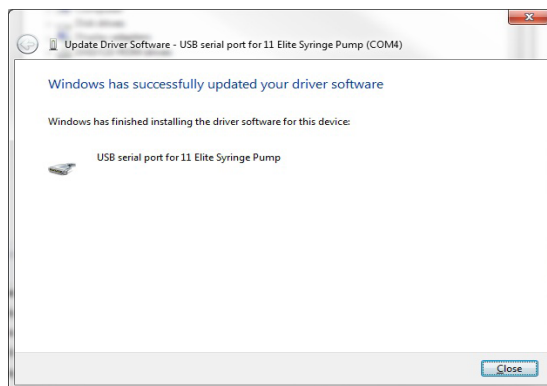 Update Driver Software - USB serial port for 11 Elite Syringe Pump (COM4)
Windows has successfully updated your driver software
Windows has finished installing the driver software for this device:
USB serial port for 11 Elite Syringe Pump
Close